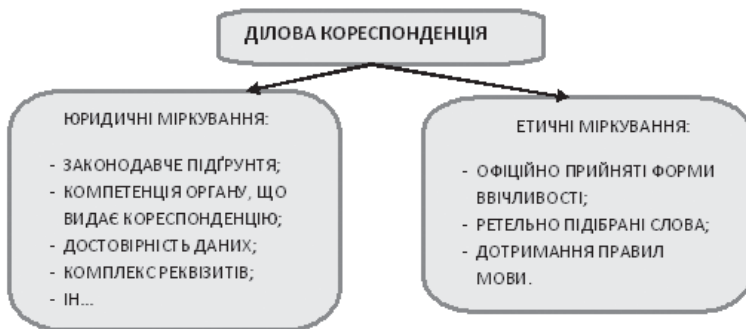 ДІЛОВА КОРЕСПОНДЕНЦІЯ
ЮРИДИЧНІ МІРКУВАННЯ:
- ЗАКОНОДАВЧЕ ПІДҐРУНТЯ;
- КОМПЕТЕНЦІЯ ОРГАНУ, ЩО
ВИДАЄ КОРЕСПОНДЕНЦІЮ;
- ДОСТОВІРНІСТЬ ДАНИХ;
- КОМПЛЕКС РЕКВІЗИТІВ;
- ІН...
ЕТИЧНІ МІРКУВАННЯ:
- ОФІЦІЙНО ПРИЙНЯТІ ФОРМИ
ВВІЧЛИВОСТІ;
- РЕТЕЛЬНО ПІДІБРАНІ СЛОВА;
- ДОТРИМАННЯ ПРАВИЛ
МОВИ.